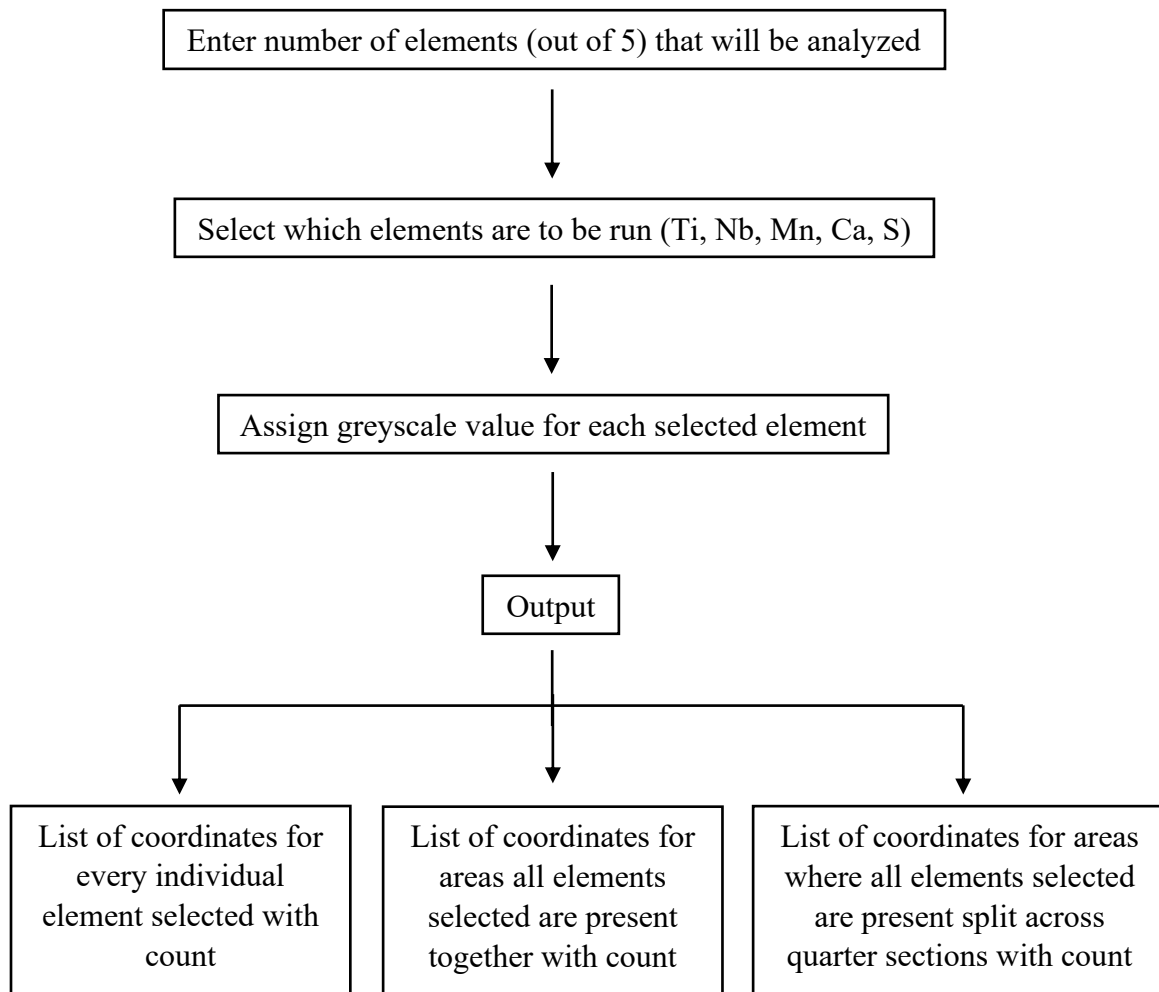 Enter number of elements (out of 5) that will be analyzed
Select which elements are to be run (Ti, Nb, Mn, Ca, S)
Assign greyscale value for each selected element
Output
List of coordinates for
every individual
element selected with
count
List of coordinates for
areas all elements
selected are present
together with count
List of coordinates for areas
where all elements selected
are present split across
quarter sections with count